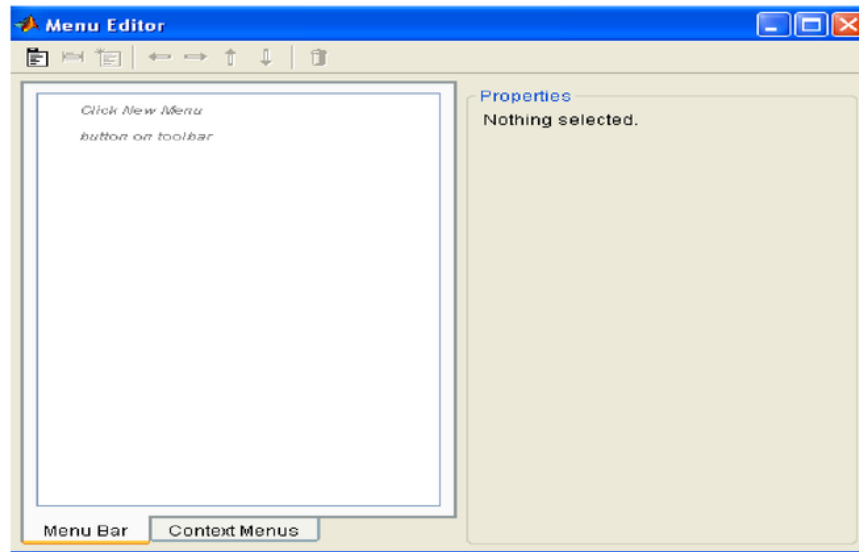 Menu Editor
Click New Menu
button on toolbar
Properties
Nothing selected.
Menu Bar
Context Menus